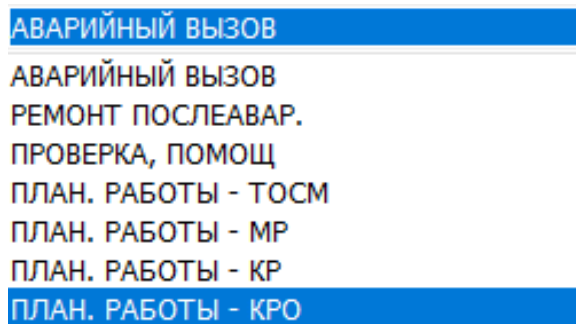 АВАРИЙНЫЙ ВЫЗОВ
АВАРИЙНЫЙ ВЫЗОВ
РЕМОНТ ПОСЛЕАВАР.
ПРОВЕРКА, ПОМОЩ
ПЛАН. РАБОТЫ - ТОСМ
ПЛАН. РАБОТЫ - МР
ПЛАН. РАБОТЫ - КР
ПЛАН. РАБОТЫ - КРО